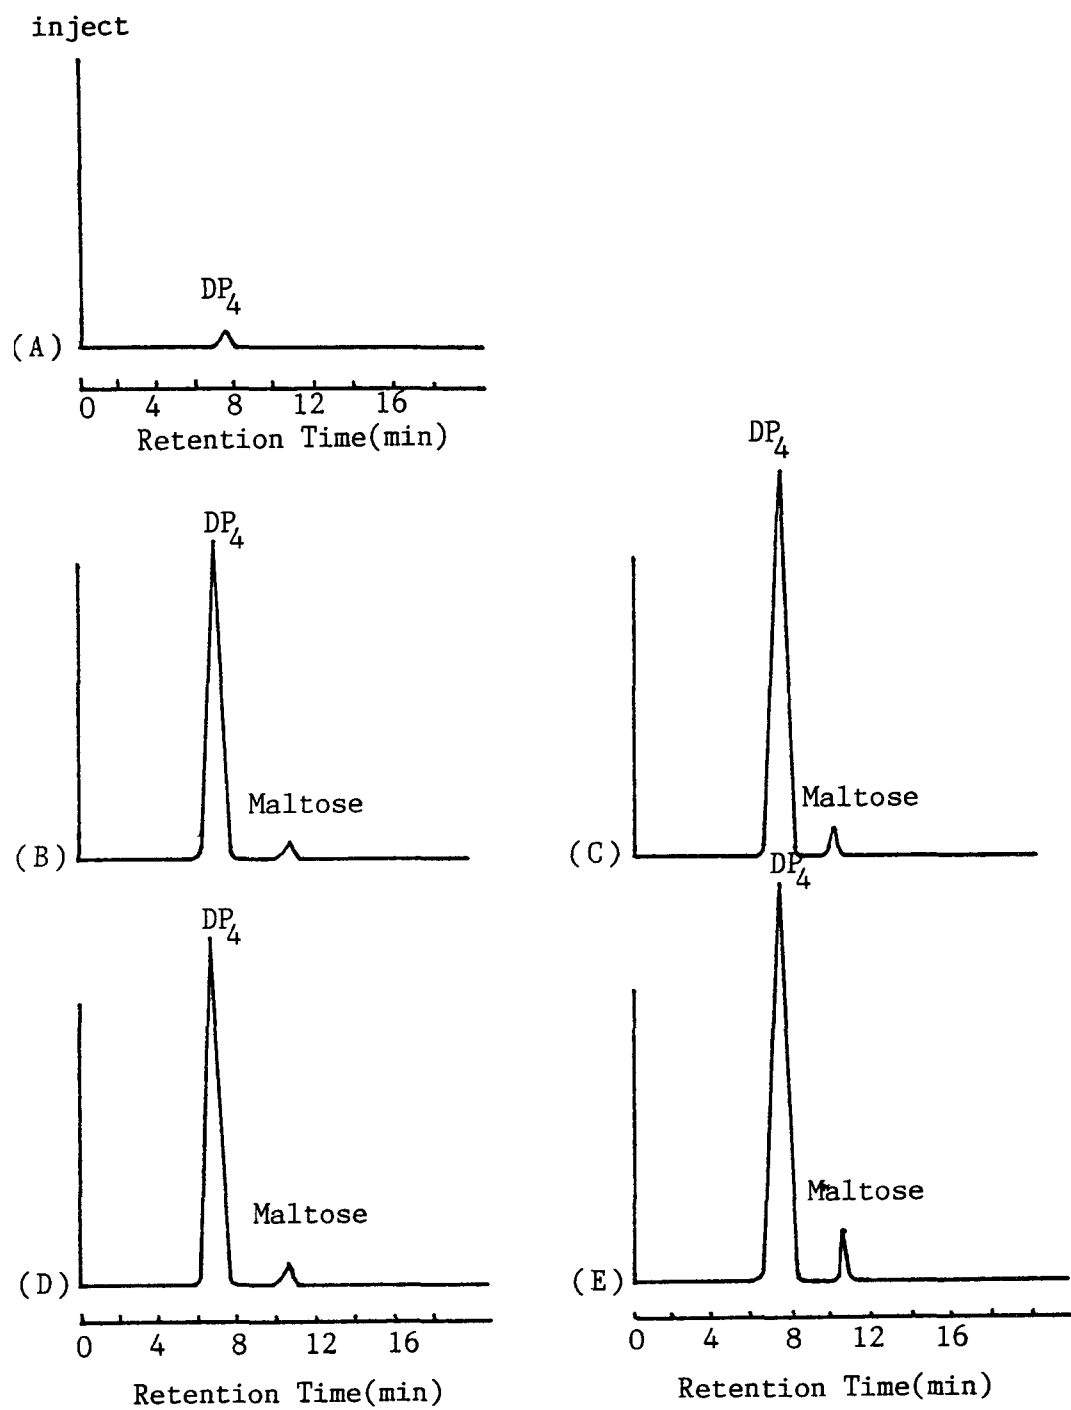 inject
DP4
(A)
0 4 8 12 16
Retention Time(min)
DP4
Maltose
(B)
DP4
Maltose
(C)
DP4
Maltose
(D)
0 4 8 12 16
Retention Time(min)
DP4
Maltose
(E)
0 4 8 12 16
Retention Time(min)